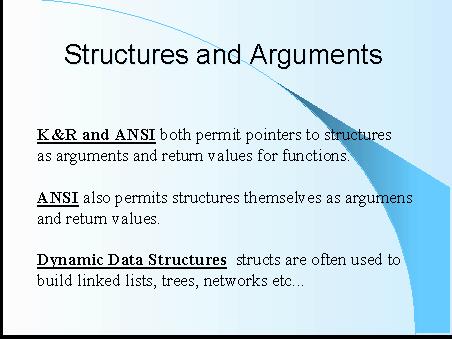 Structures and Arguments
K&R and ANSI both permit pointers to structures
as arguments and return values for functions.
ANSI also permits structures themselves as argumens
and return values.
Dynamic Data Structures structs are often used to
build linked lists, trees, networks etc...